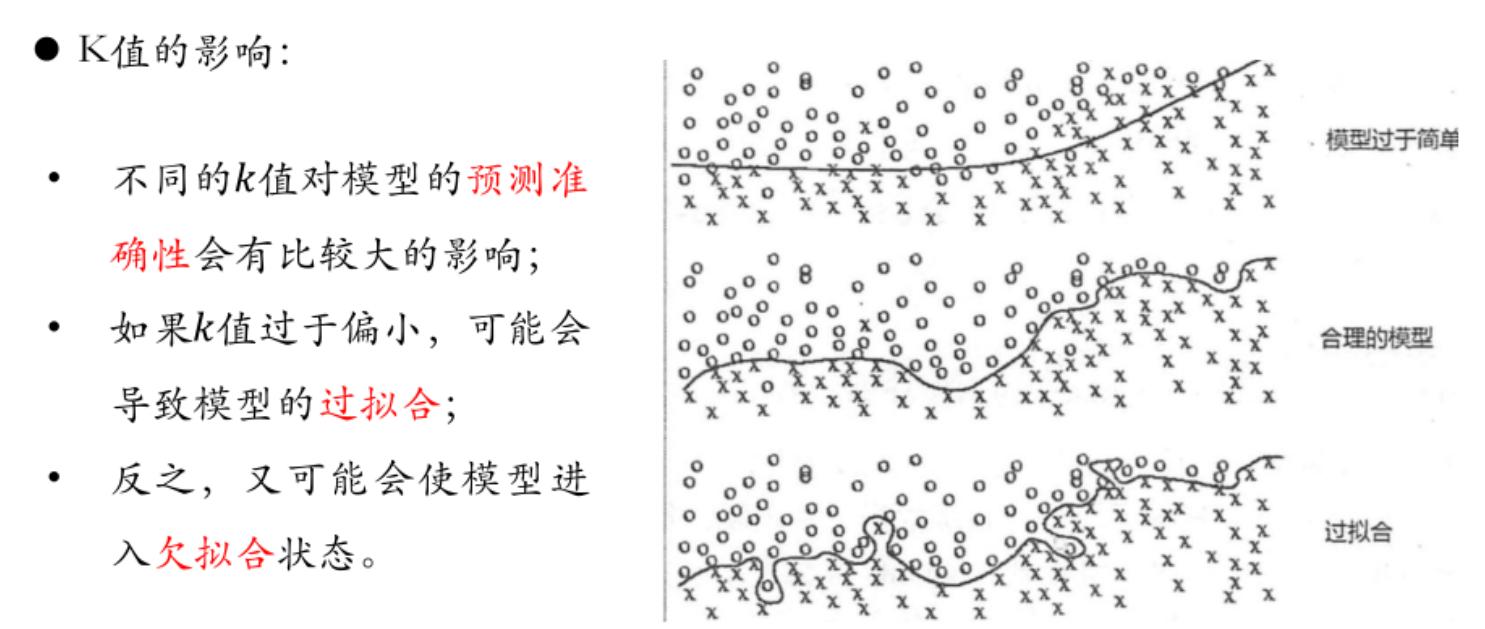 K值的影响：
不同的k值对模型的预测准
确性会有比较大的影响；
如果k值过于偏小，可能会
导致模型的过拟合；
反之，又可能会使模型进
入欠拟合状态。
模型过于简单
合理的模型
过拟合